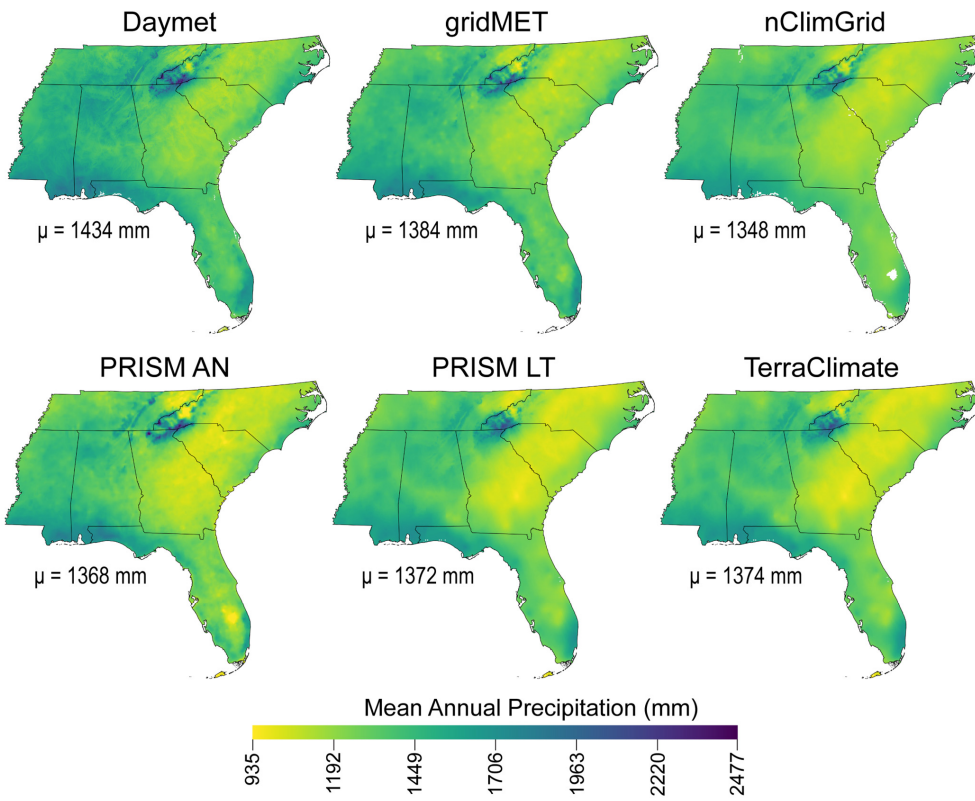 Daymet
gridMET
nClimGrid
μ = 1434 mm
μ = 1384 mm
μ = 1348 mm
PRISM AN
PRISM LT
TerraClimate
μ = 1368 mm
μ = 1372 mm
μ = 1374 mm
Mean Annual Precipitation (mm)
935
1192
1449
1706
1963
2220
2477